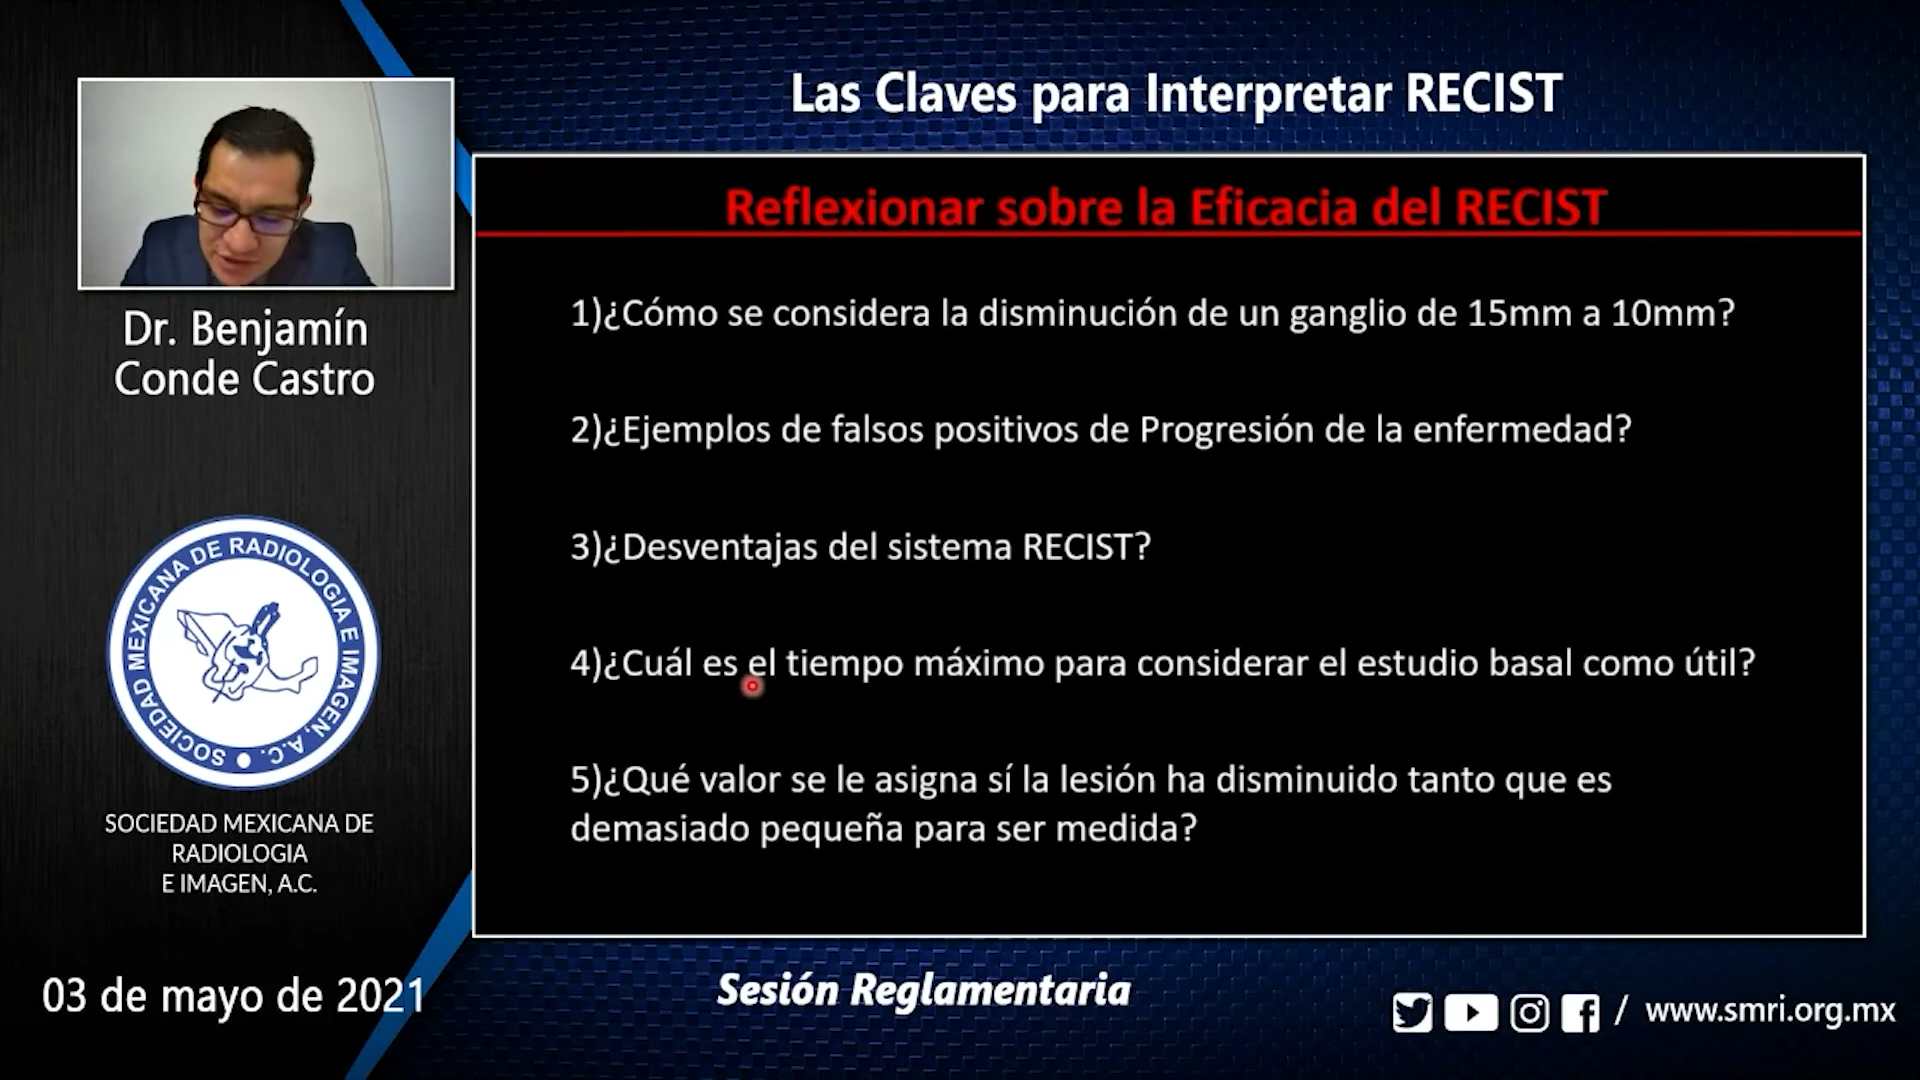 Las Claves para Interpretar RECIST
Dr. Benjamín
Conde Castro
SOCIEDAD MEXICANA DE RADIOLOGIA E IMAGEN, A.C.
SOCIEDAD MEXICANA DE
RADIOLOGIA
E IMAGEN, A.C.
03 de mayo de 2021
Reflexionar sobre la Eficacia del RECIST
1)¿Cómo se considera la disminución de un ganglio de 15mm a 10mm?
2)¿Ejemplos de falsos positivos de Progresión de la enfermedad?
3)¿Desventajas del sistema RECIST?
4)¿Cuál es el tiempo máximo para considerar el estudio basal como útil?
5)¿Qué valor se le asigna sí la lesión ha disminuido tanto que es
demasiado pequeña para ser medida?
Sesión Reglamentaria
/ www.smri.org.mx